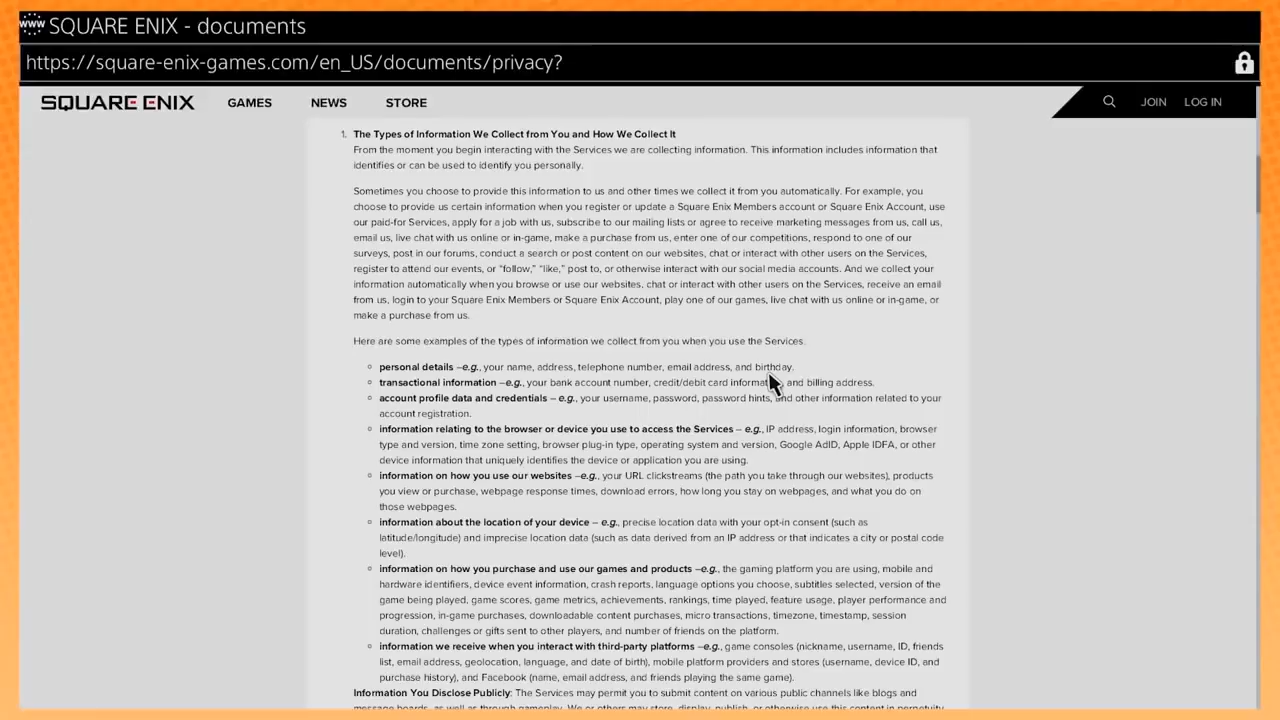 www SQUARE ENIX - documents
https://square-enix-games.com/en_US/documents/privacy?
SQUARE ENIX GAMES NEWS STORE JOIN LOG IN
1. The Types of Information We Collect from You and How We Collect It
From the moment you begin interacting with the Services we are collecting information. This information includes information that
identifies or can be used to identify you personally.
Sometimes you choose to provide this information to us and other times we collect it from you automatically. For example, you
choose to provide us certain information when you register or update a Square Enix Members account or Square Enix Account, use
our paid-for Services, apply for a job with us, subscribe to our mailing lists or agree to receive marketing messages from us, call us,
email us, live chat with us online or in-game, make a purchase from us, enter one of our competitions, respond to one of our
surveys, post in our forums, conduct a search or post content on our websites, chat or interact with other users on the Services,
register to attend our events, or "follow," "like," post to, or otherwise interact with our social media accounts. And we collect your
information automatically when you browse or use our websites, chat or interact with other users on the Services, receive an email
from us, login to your Square Enix Members or Square Enix Account, play one of our games, live chat with us online or in-game, or
make a purchase from us.
Here are some examples of the types of information we collect from you when you use the Services.
personal details –e.g., your name, address, telephone number, email address, and birthday.
transactional information –e.g., your bank account number, credit/debit card and billing address.
account profile data and credentials – e.g., your username, password, password hints, and other information related to your
account registration.
information relating to the browser or device you use to access the Services – e.g., IP address, login information, browser
type and version, time zone setting, browser plug-in type, operating system and version, Google AdID, Apple IDFA, or other
device information that uniquely identifies the device or application you are using.
information on how you use our websites –e.g., your URL clickstreams (the path you take through our websites), products
you view or purchase, webpage response times, download errors, how long you stay on webpages, and what you do on
those webpages.
information about the location of your device – e.g., precise location data with your opt-in consent (such as
latitude/longitude) and imprecise location data (such as data derived from an IP address or that indicates a city or postal code
level).
information on how you purchase and use our games and products –e.g., the gaming platform you are using, mobile and
hardware identifiers, device event information, crash reports, language options you choose, subtitles selected, version of the
game being played, game scores, game metrics, achievements, rankings, time played, feature usage, player performance and
progression, in-game purchases, downloadable content purchases, micro transactions, timezone, timestamp, session
duration, challenges or gifts sent to other players, and number of friends on the platform.
information we receive when you interact with third-party platforms –e.g., game consoles (nickname, username, ID, friends
list, email address, geolocation, language, and date of birth), mobile platform providers and stores (username, device ID, and
purchase history), and Facebook (name, email address, and friends playing the same game).
Information You Disclose Publicly: The Services may permit you to submit content on various public channels like blogs and
message boards, as well as through gameplay. We or others may store, display, publish, or otherwise use this content in perpetuity